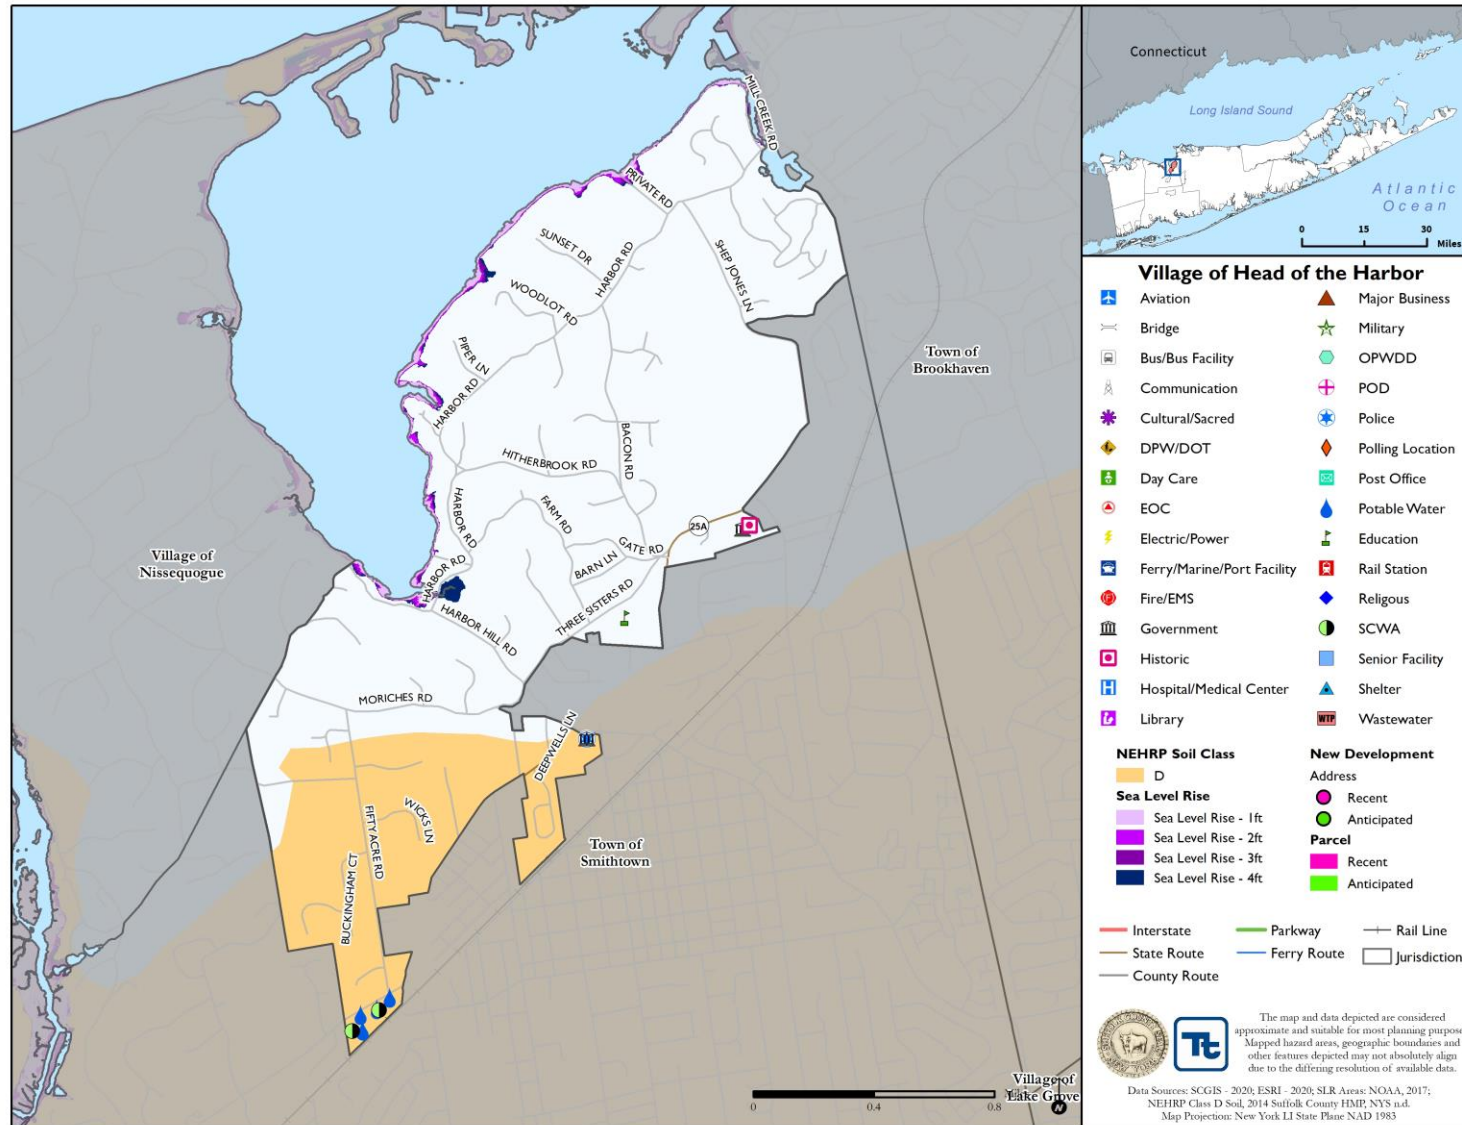 MILL CREEK RD
PRIVATE RD
SUNSET DR
HARBOR RD
SHEP JONES LN
WOODLOT RD
PIPER LN
HARBOR RD
Town of
Brookhaven
BACON RD
HITHERBROOK RD
HARBOR RD
FARM RD
25A
GATE RD
BARN LN
Village of
Nissequogue
HARBOR RD
THREE SISTERS RD
HARBOR HILL RD
MORICHES RD
DEEPWELLS LN
WICKS LN
FIFTY ACRE RD
Town of
Smithtown
BUCKINGHAM CT
Village of
Lake Grove
0 0.4 0.8
N
Connecticut
Long Island Sound
Atlantic
Ocean
0 15 30
Miles
Village of Head of the Harbor
Aviation
Bridge
Bus/Bus Facility
Communication
Cultural/Sacred
DPW/DOT
Day Care
EOC
Electric/Power
Ferry/Marine/Port Facility
Fire/EMS
Government
Historic
H Hospital/Medical Center
Library
Major Business
Military
OPWDD
POD
Police
Polling Location
Post Office
Potable Water
Education
Rail Station
Religous
SCWA
Senior Facility
Shelter
WTP Wastewater
NEHRP Soil Class
D
Sea Level Rise
Sea Level Rise - 1ft
Sea Level Rise - 2ft
Sea Level Rise - 3ft
Sea Level Rise - 4ft
New Development
Address
Recent
Anticipated
Parcel
Recent
Anticipated
Interstate
State Route
County Route
Parkway
Ferry Route
Rail Line
Jurisdiction
Tt
The map and data depicted are considered
approximate and suitable for most planning purpose
Mapped hazard areas, geographic boundaries and
other features depicted may not absolutely align
due to the differing resolution of available data.
Data Sources: SCGIS - 2020; ESRI - 2020; SLR Areas: NOAA, 2017;
NEHRP Class D Soil, 2014 Suffolk County HMP, NYS n.d.
Map Projection: New York LI State Plane NAD 1983